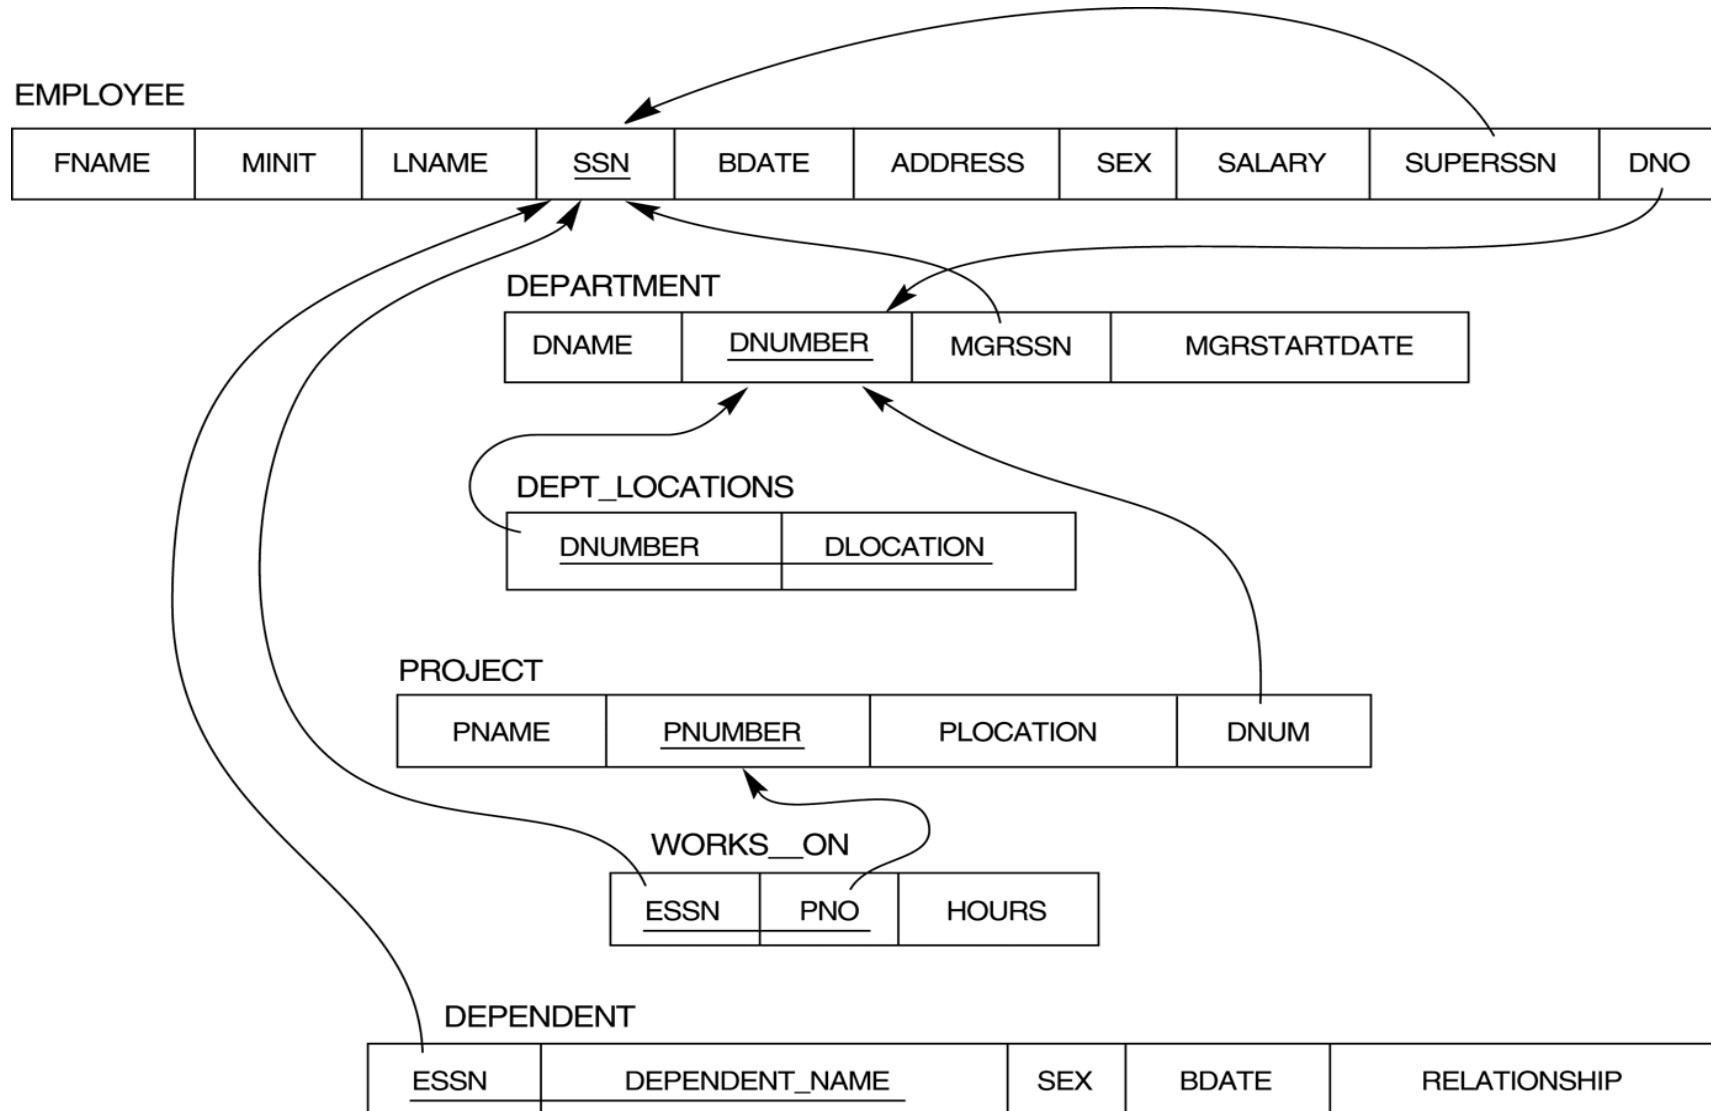 EMPLOYEE
FNAME MINIT LNAME SSN BDATE ADDRESS SEX SALARY SUPERSSN DNO
DEPARTMENT
DNAME DNUMBER MGRSSN MGRSTARTDATE
DEPT_LOCATIONS
DNUMBER DLOCATION
PROJECT
PNAME PNUMBER PLOCATION DNUM
WORKS__ON
ESSN PNO HOURS
DEPENDENT
ESSN DEPENDENT_NAME SEX BDATE RELATIONSHIP